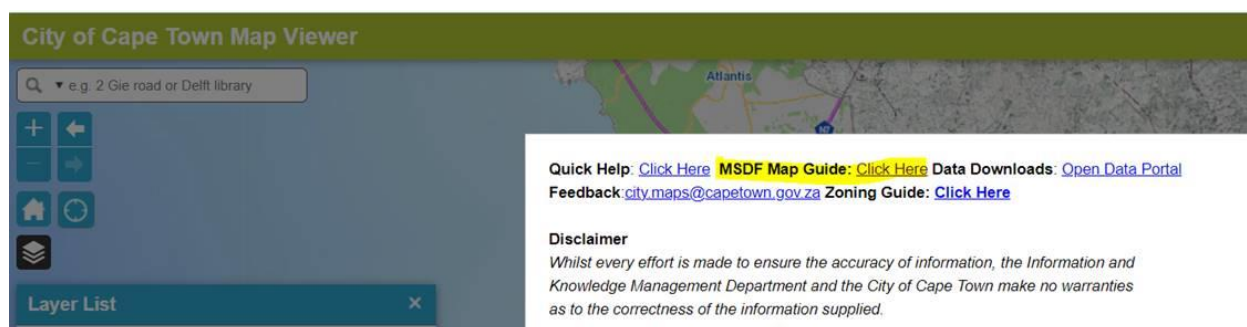 City of Cape Town Map Viewer
e.g. 2 Gie road or Delft library
Atlantis
N7
Quick Help: Click Here MSDF Map Guide: Click Here Data Downloads: Open Data Portal
Feedback:city.maps@capetown.gov.za Zoning Guide: Click Here
Disclaimer
Whilst every effort is made to ensure the accuracy of information, the Information and
Knowledge Management Department and the City of Cape Town make no warranties
as to the correctness of the information supplied.
Layer List